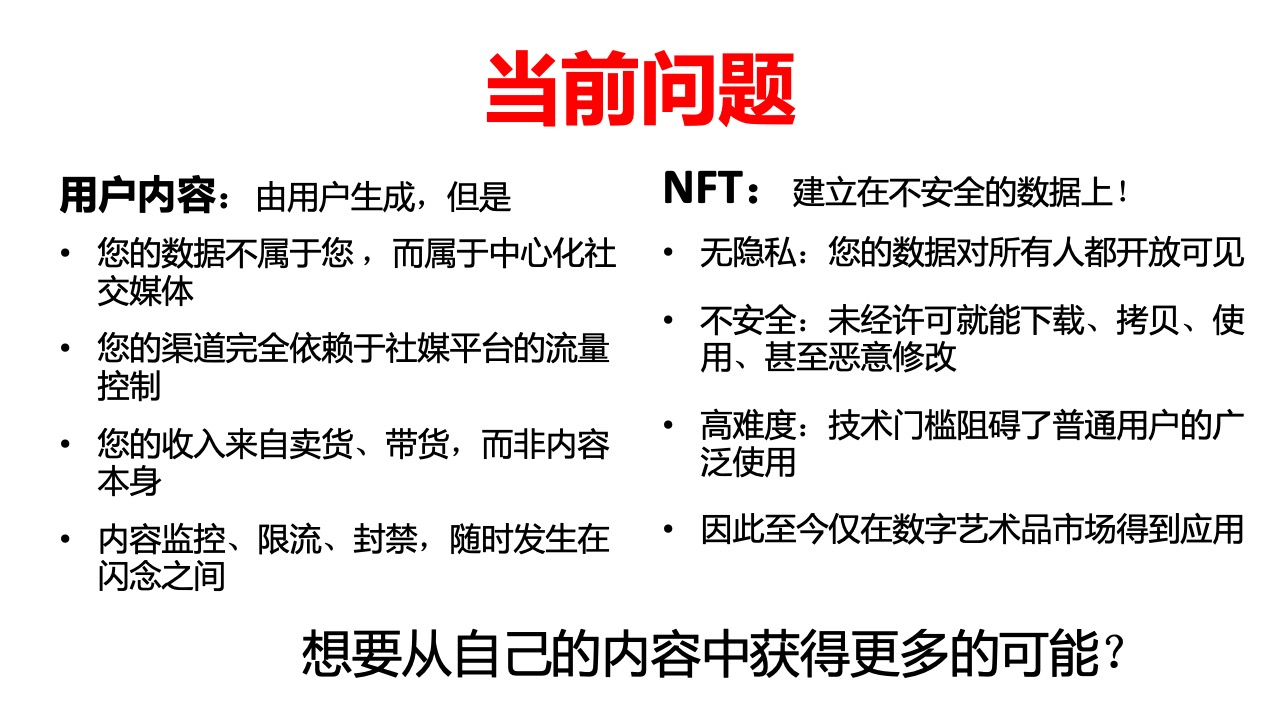 当前问题
用户内容：由用户生成，但是
• 您的数据不属于您，而属于中心化社
交媒体
• 您的渠道完全依赖于社媒平台的流量
控制
• 您的收入来自卖货、带货，而非内容
本身
• 内容监控、限流、封禁，随时发生在
闪念之间
NFT： 建立在不安全的数据上！
• 无隐私：您的数据对所有人都开放可见
• 不安全：未经许可就能下载、拷贝、使
用、甚至恶意修改
• 高难度：技术门槛阻碍了普通用户的广
泛使用
• 因此至今仅在数字艺术品市场得到应用
想要从自己的内容中获得更多的可能？